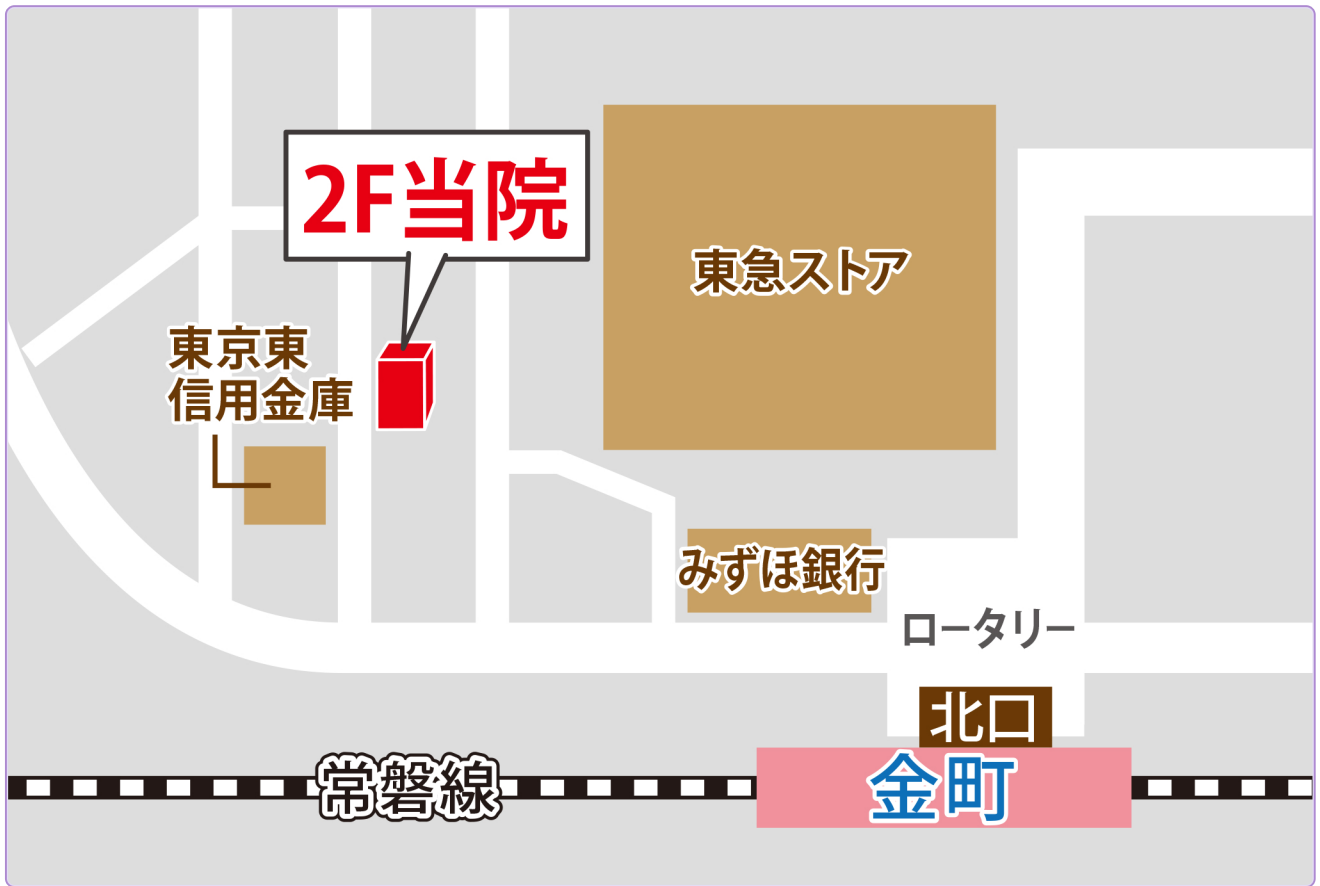 2F当院
東急ストア
東京東
信用金庫
みずほ銀行
ロータリー
北口
常磐線
金町